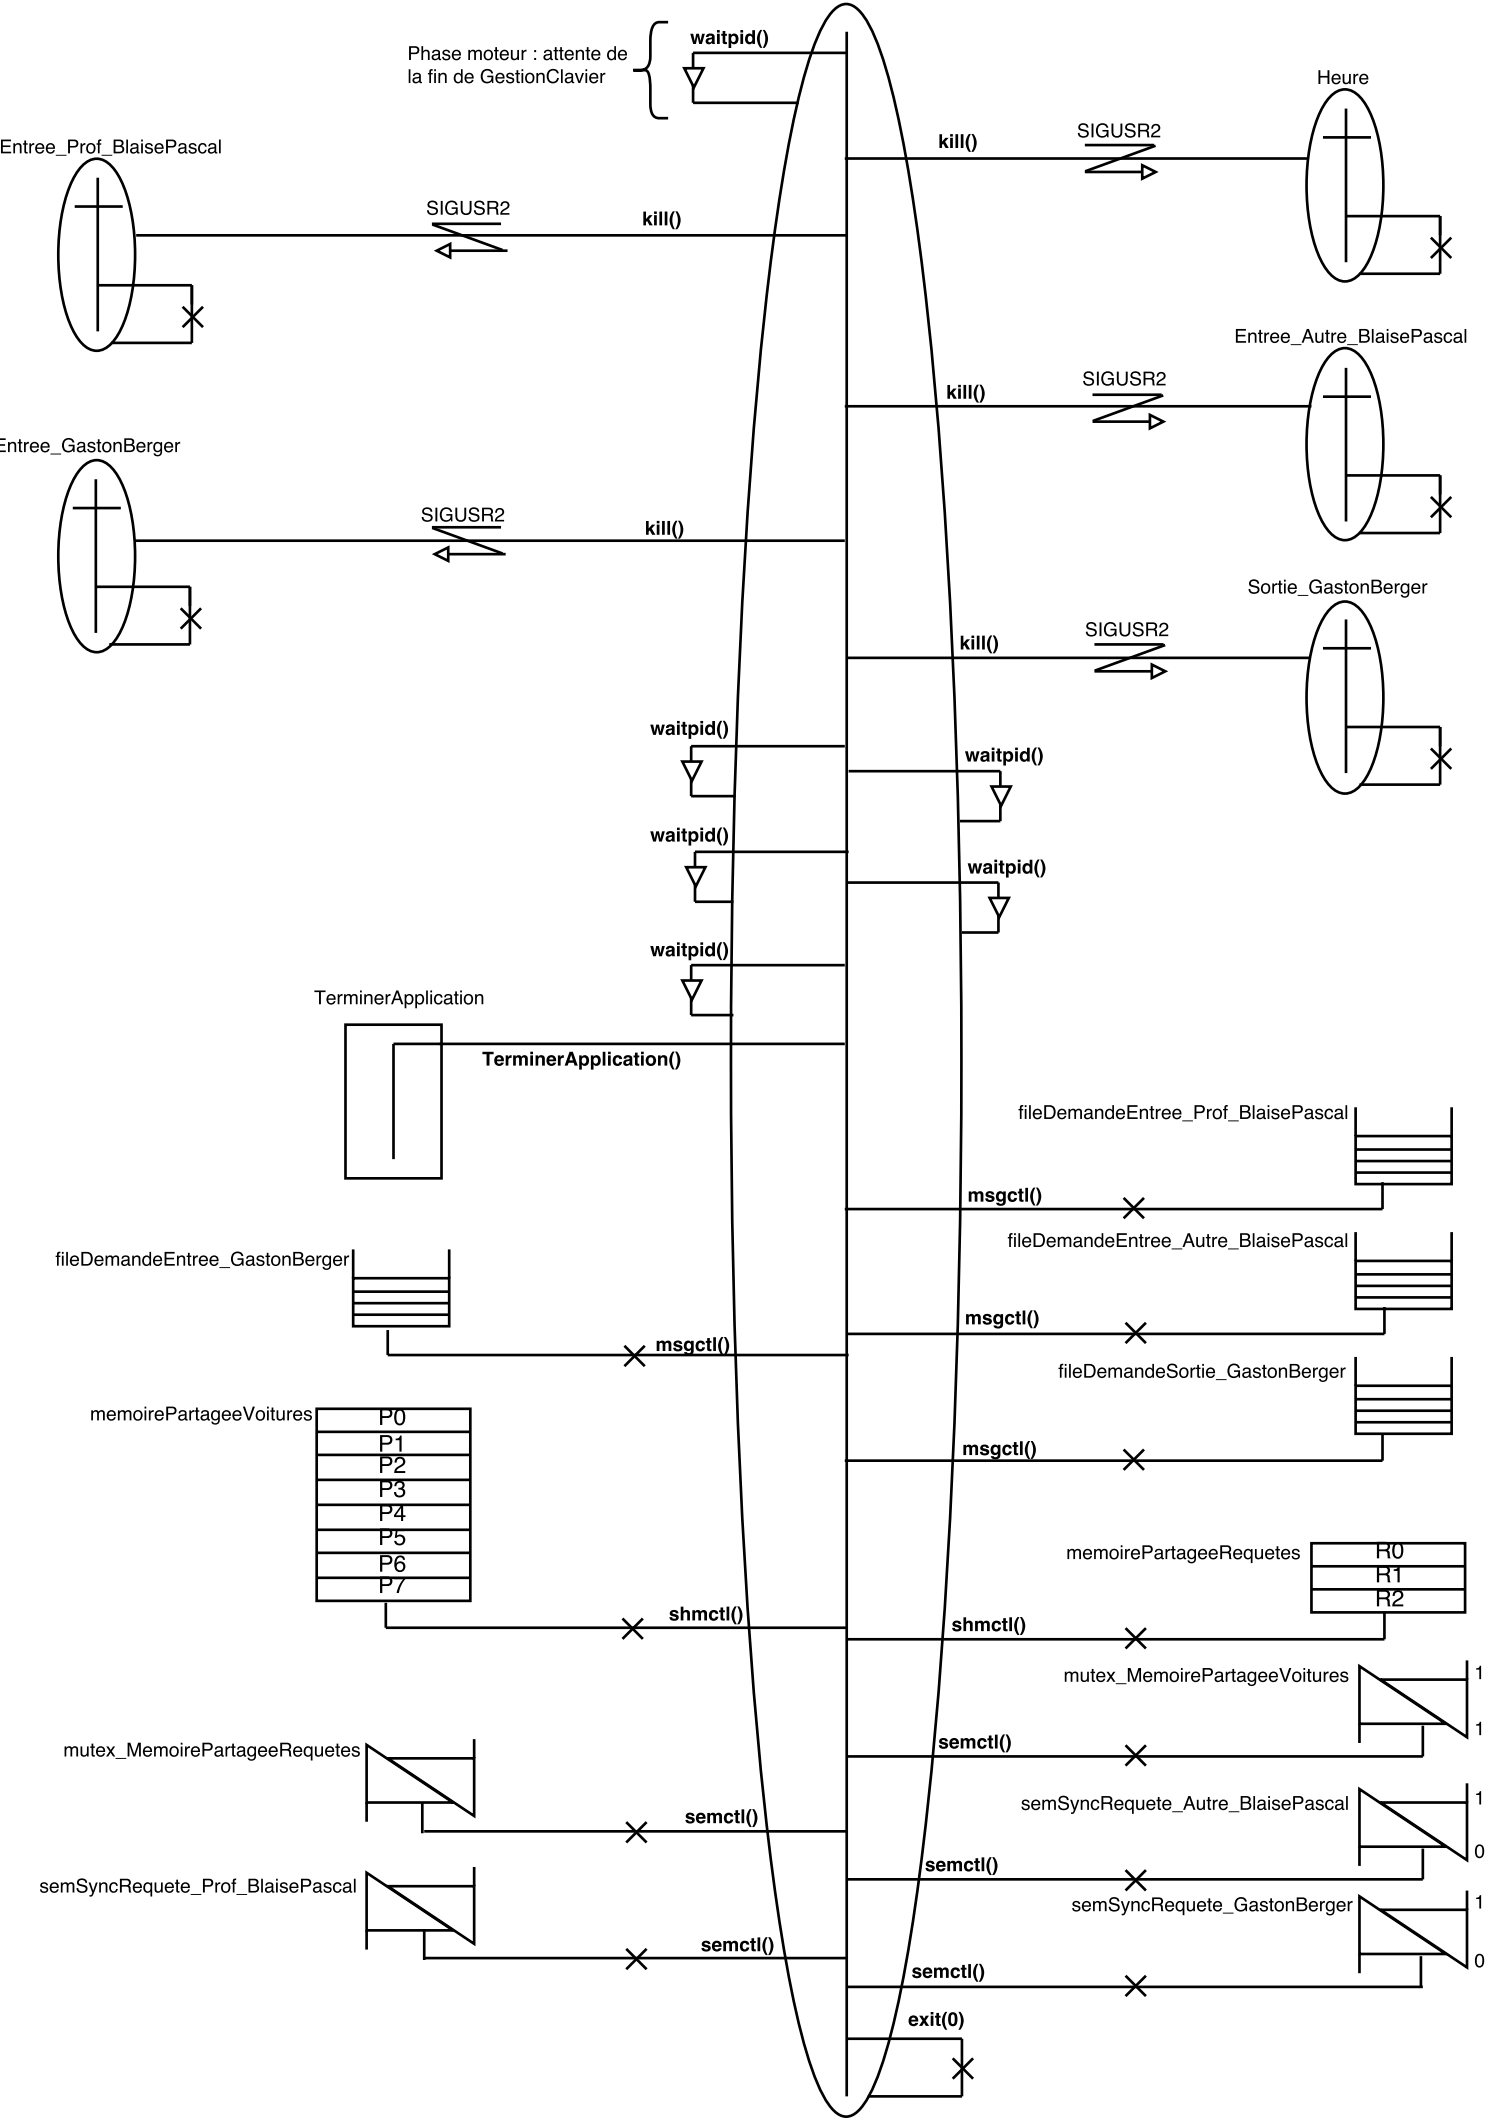 waitpid()
Phase moteur : attente de
la fin de GestionClavier
Heure
kill()
SIGUSR2
Entree_Prof_BlaisePascal
SIGUSR2
kill()
Entree_Autre_BlaisePascal
kill()
SIGUSR2
Entree_GastonBerger
SIGUSR2
kill()
Sortie_GastonBerger
kill()
SIGUSR2
waitpid()
waitpid()
waitpid()
waitpid()
waitpid()
TerminerApplication
TerminerApplication()
fileDemandeEntree_Prof_BlaisePascal
msgctl()
fileDemandeEntree_Autre_BlaisePascal
msgctl()
fileDemandeEntree_GastonBerger
msgctl()
fileDemandeSortie_GastonBerger
msgctl()
memoirePartageeVoitures
P0
P1
P2
P3
P4
P5
P6
P7
shmctl()
memoirePartageeRequetes
R0
R1
R2
shmctl()
mutex_MemoirePartageeVoitures
1
1
semctl()
mutex_MemoirePartageeRequetes
semctl()
semSyncRequete_Autre_BlaisePascal
1
0
semctl()
semSyncRequete_Prof_BlaisePascal
semctl()
semSyncRequete_GastonBerger
1
0
semctl()
exit(0)